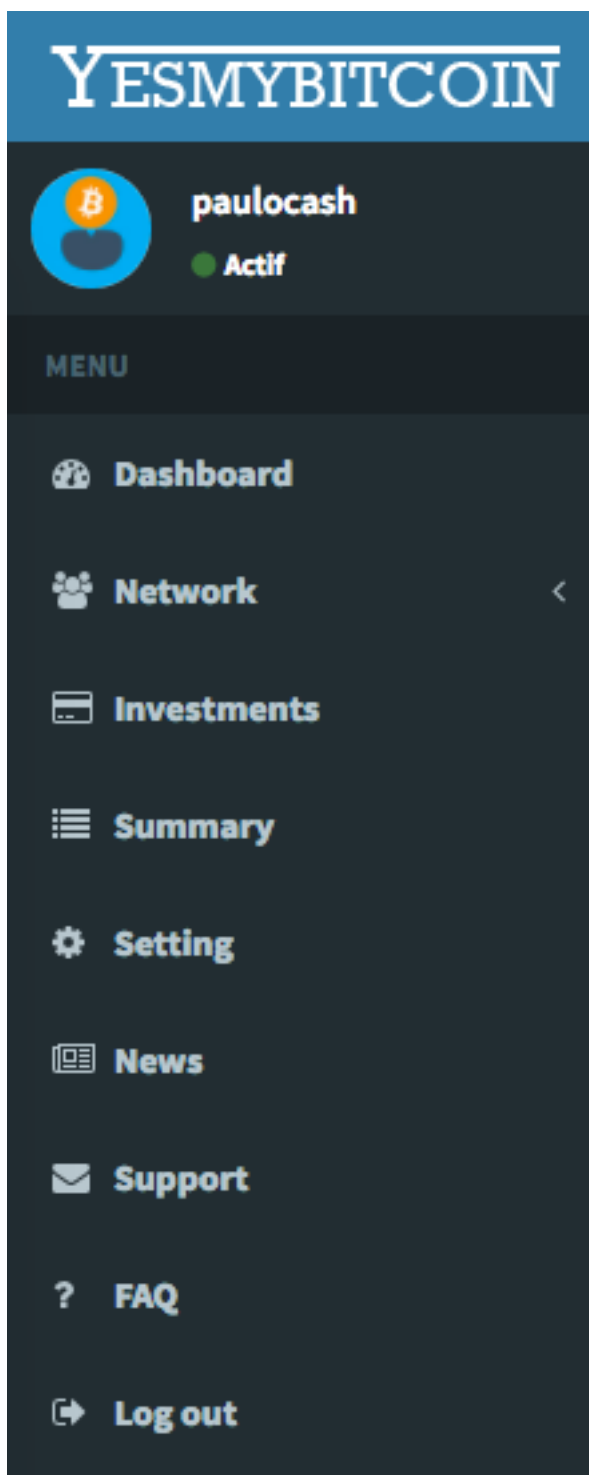 YESMYBITCOIN
paulocash
Actif
MENU
Dashboard
Network
Investments
Summary
Setting
News
Support
? FAQ
Log out